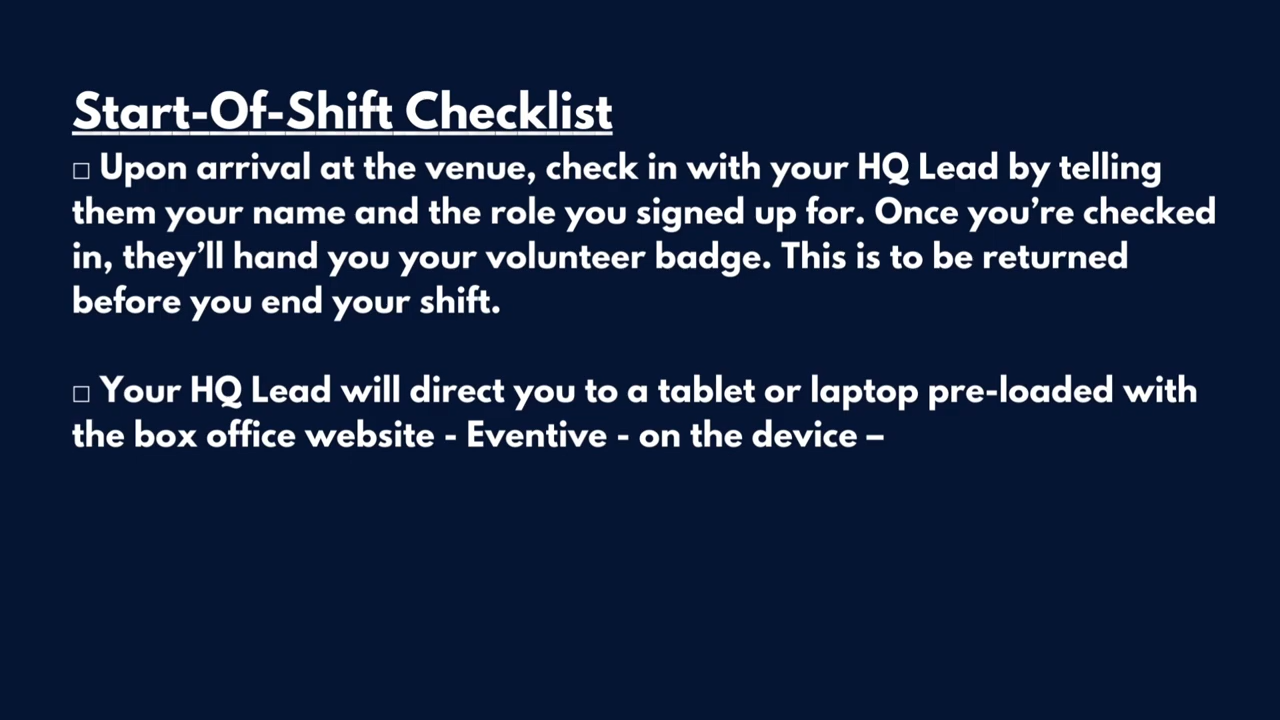 Start-Of-Shift Checklist
□ Upon arrival at the venue, check in with your HQ Lead by telling
them your name and the role you signed up for. Once you’re checked
in, they’ll hand you your volunteer badge. This is to be returned
before you end your shift.
□ Your HQ Lead will direct you to a tablet or laptop pre-loaded with
the box office website - Eventive - on the device –